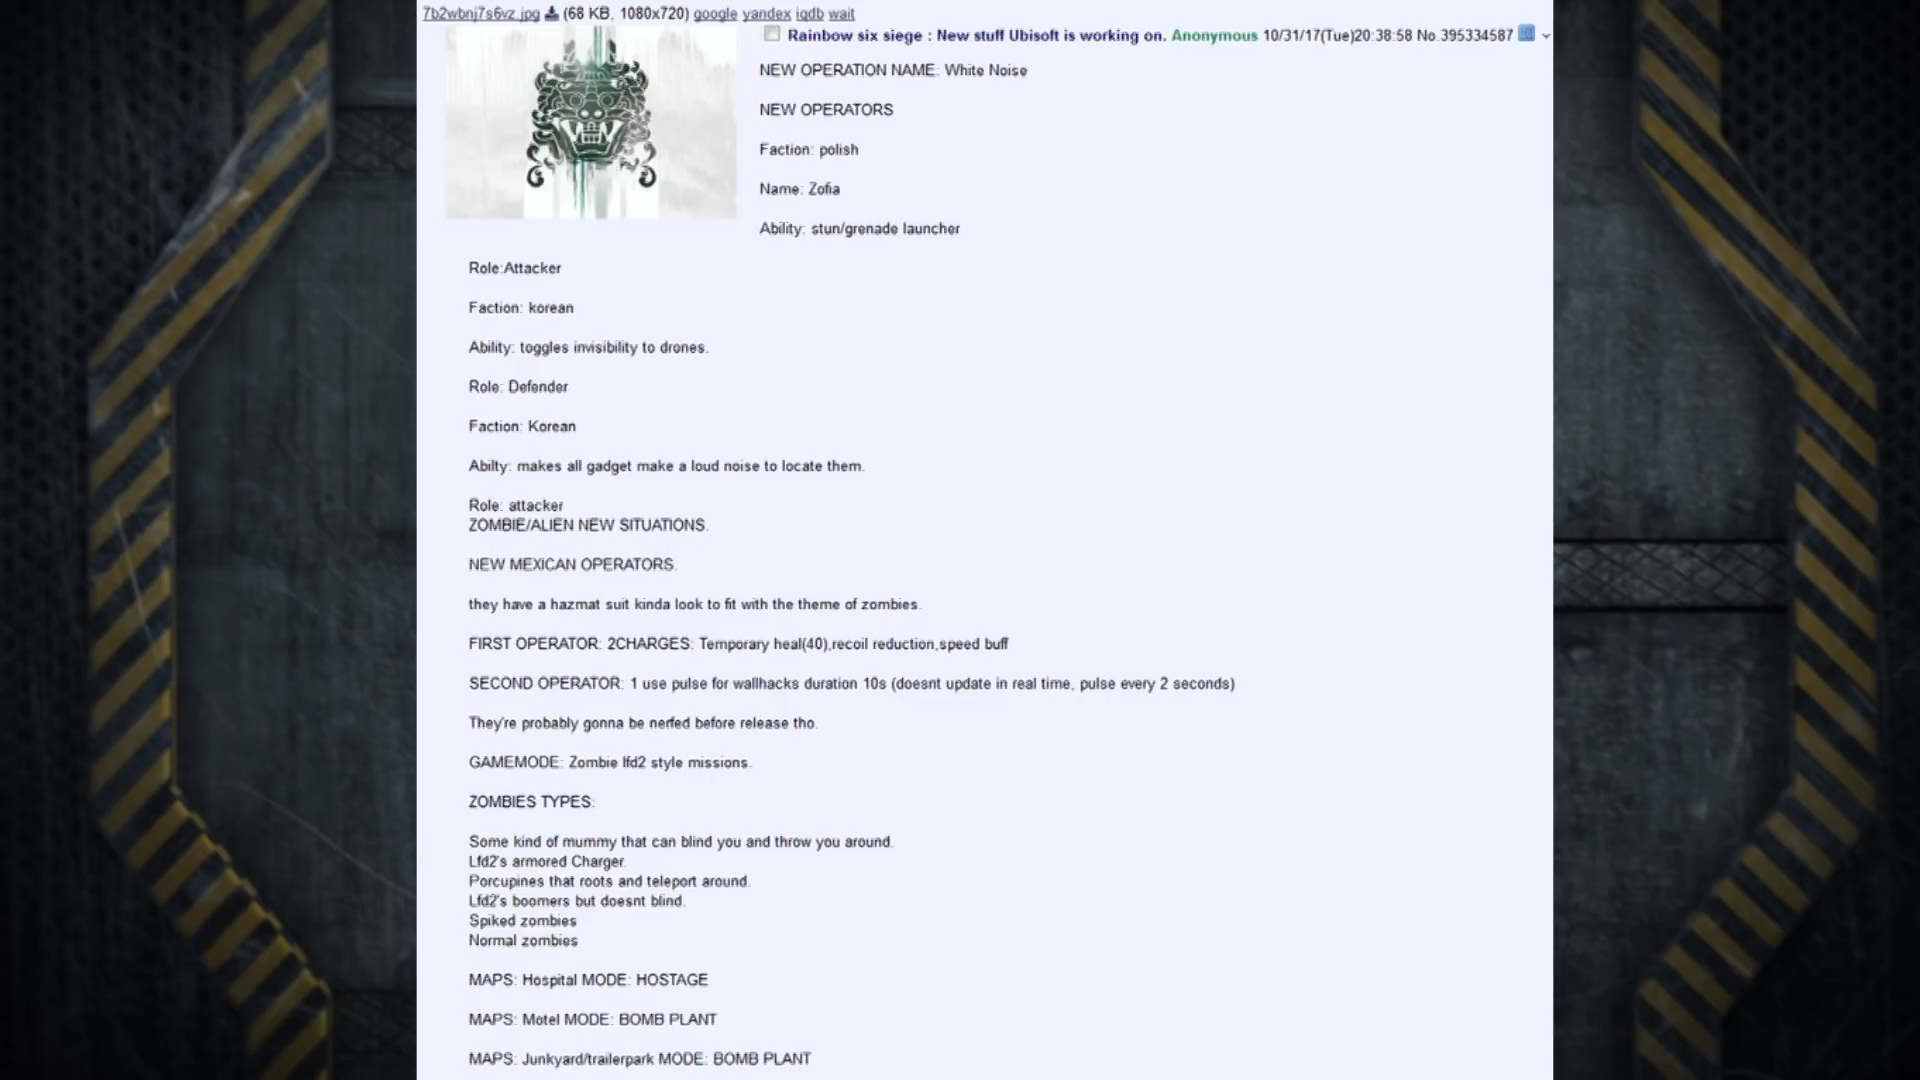 7b2wbnj7s6vz.jpg (68 KB, 1080x720) google yandex iqdb wait
Rainbow six siege : New stuff Ubisoft is working on. Anonymous 10/31/17(Tue)20:38:58 No.395334587
NEW OPERATION NAME: White Noise
NEW OPERATORS
Faction: polish
Name: Zofia
Ability: stun/grenade launcher
Role:Attacker
Faction: korean
Ability: toggles invisibility to drones.
Role: Defender
Faction: Korean
Abilty: makes all gadget make a loud noise to locate them.
Role: attacker
ZOMBIE/ALIEN NEW SITUATIONS.
NEW MEXICAN OPERATORS.
they have a hazmat suit kinda look to fit with the theme of zombies.
FIRST OPERATOR: 2CHARGES: Temporary heal(40),recoil reduction,speed buff
SECOND OPERATOR: 1 use pulse for wallhacks duration 10s (doesnt update in real time, pulse every 2 seconds)
They're probably gonna be nerfed before release tho.
GAMEMODE: Zombie lfd2 style missions.
ZOMBIES TYPES:
Some kind of mummy that can blind you and throw you around.
Lfd2's armored Charger.
Porcupines that roots and teleport around.
Lfd2's boomers but doesnt blind.
Spiked zombies
Normal zombies
MAPS: Hospital MODE: HOSTAGE
MAPS: Motel MODE: BOMB PLANT
MAPS: Junkyard/trailerpark MODE: BOMB PLANT